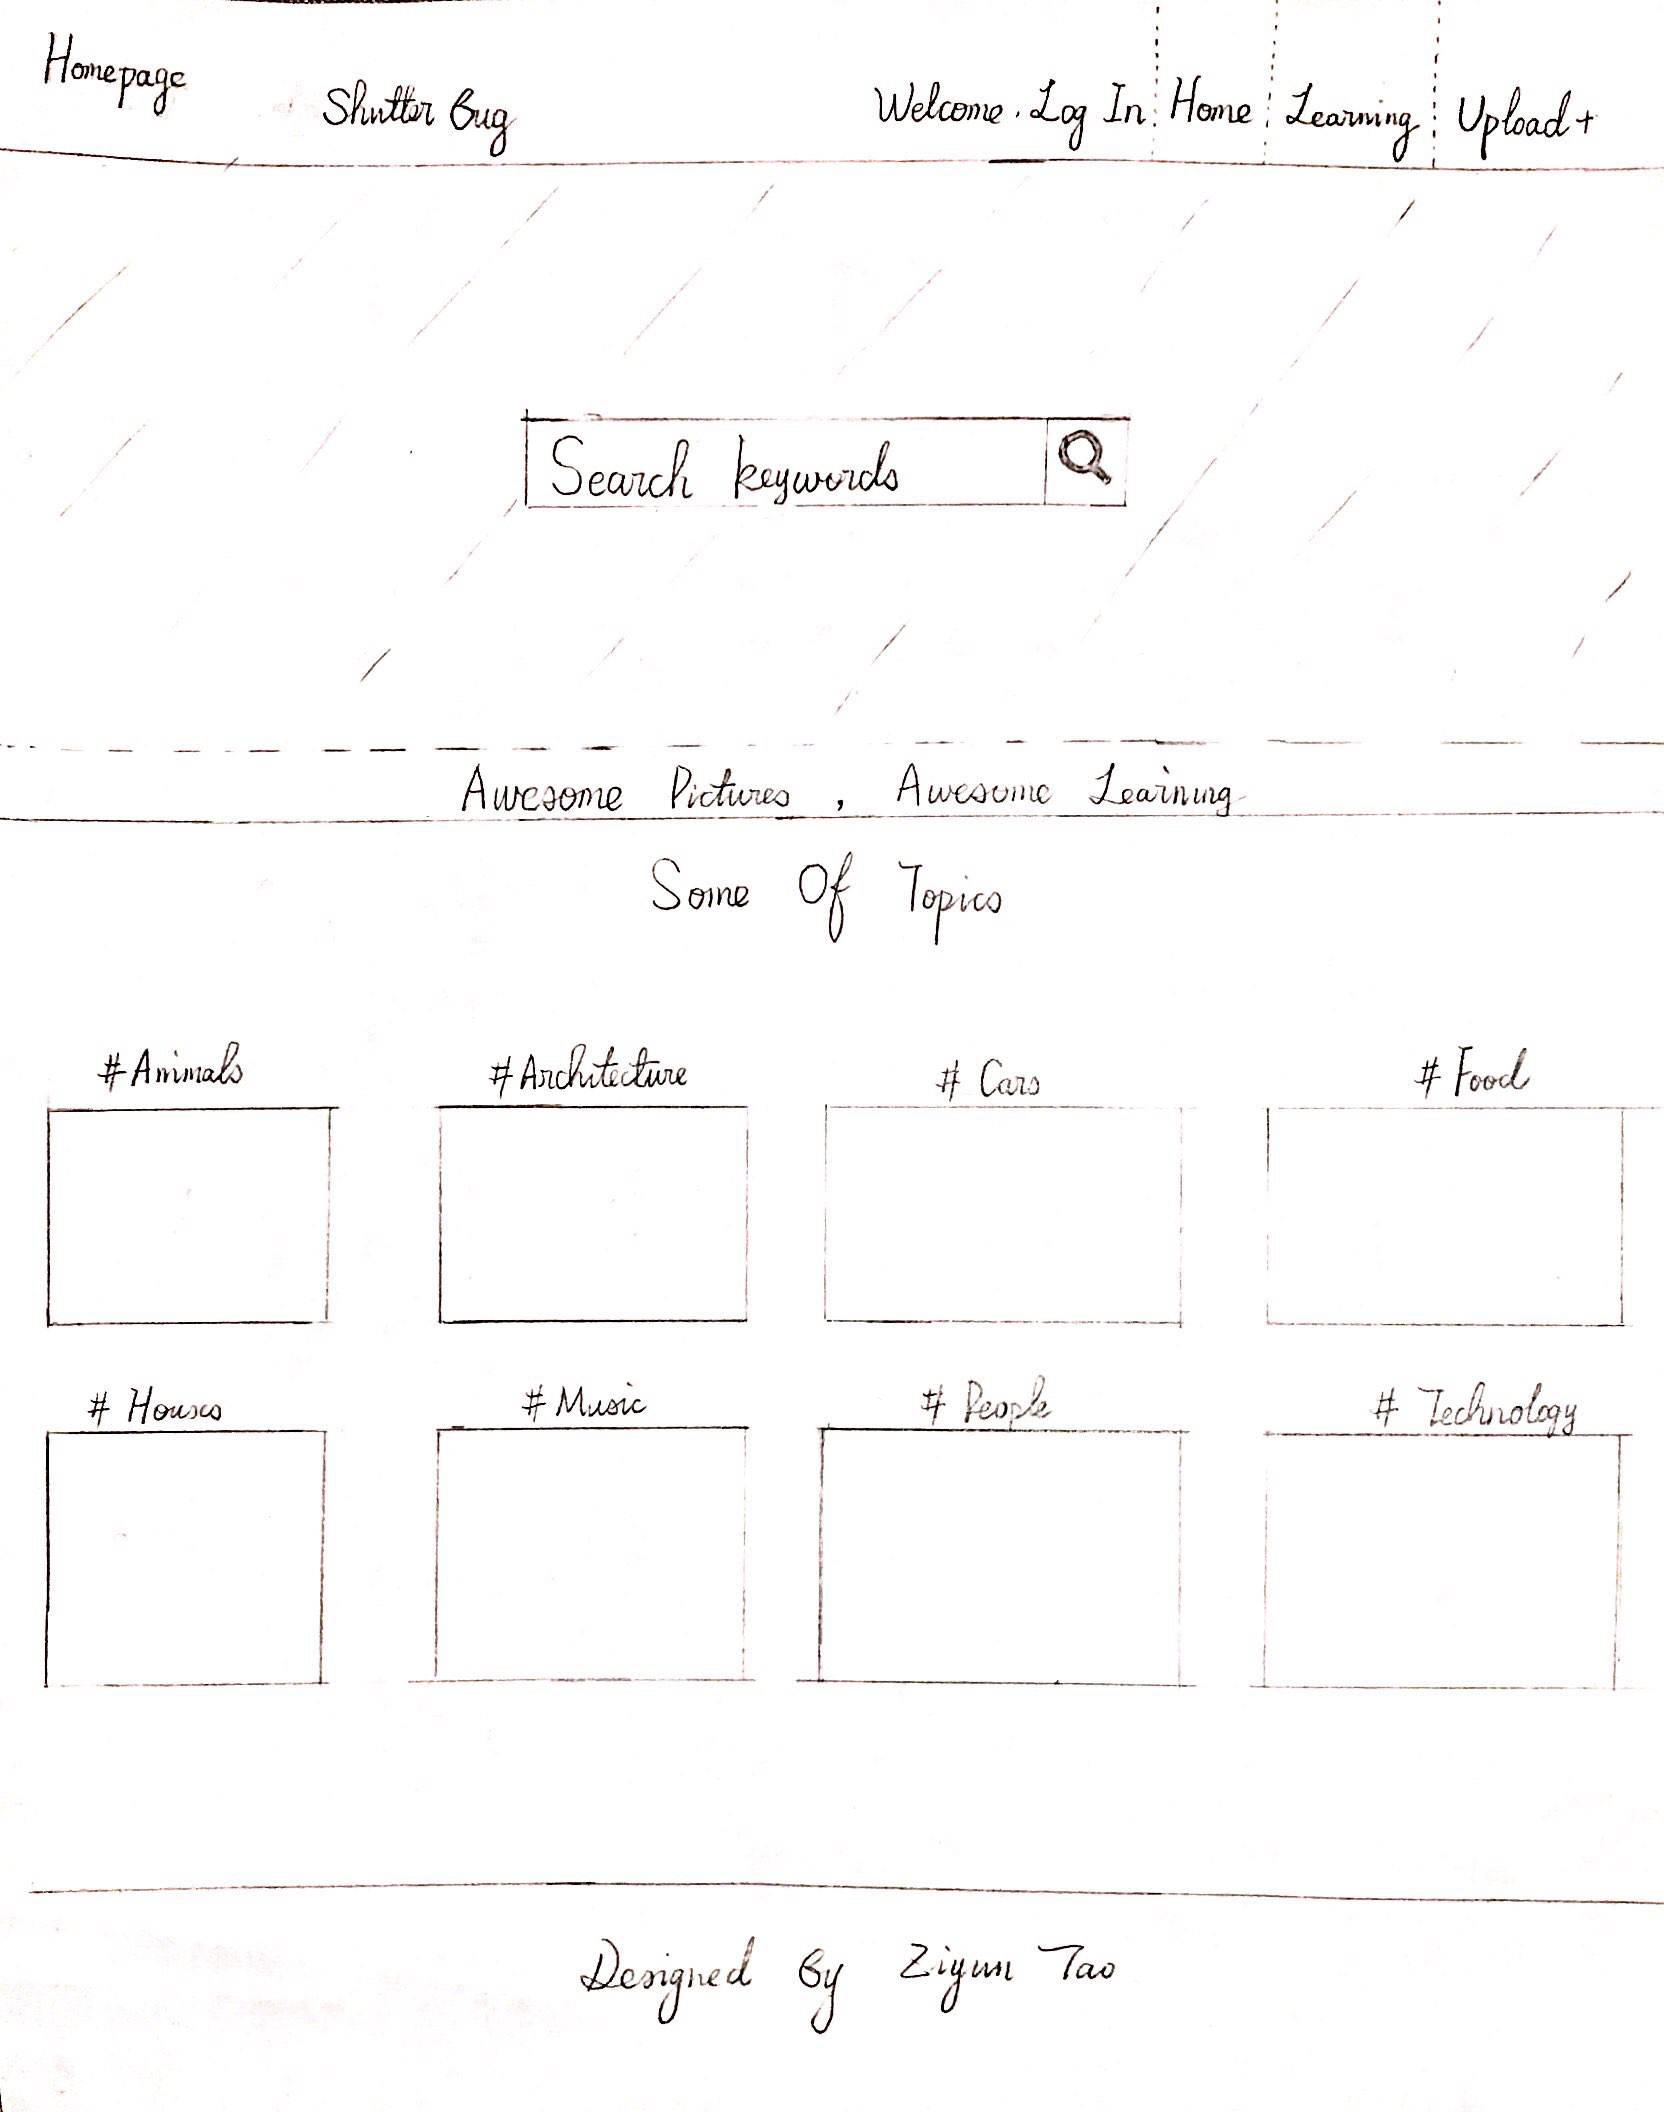 Homepage
Shutter Bug
Welcome. Log In Home Learning Upload+
Search keywords
Awesome Pictures, Awesome Learning
Some Of Topics
#Animals #Architecture # Cars # Food
# Houses # Music # People # Technology
Designed By Ziyun Tao